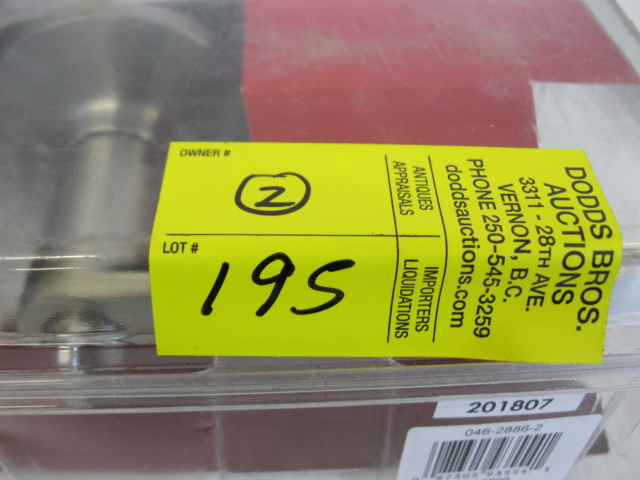 OWNER #
2
LOT #
195
ANTIQUES
APPRAISALS
IMPORTERS
LIQUIDATIONS
DODDS BROS.
AUCTIONS
3311 - 28TH AVE.
VERNON, B.C.
PHONE 250-545-3259
doddsauctions.com
201807
046-2886-2